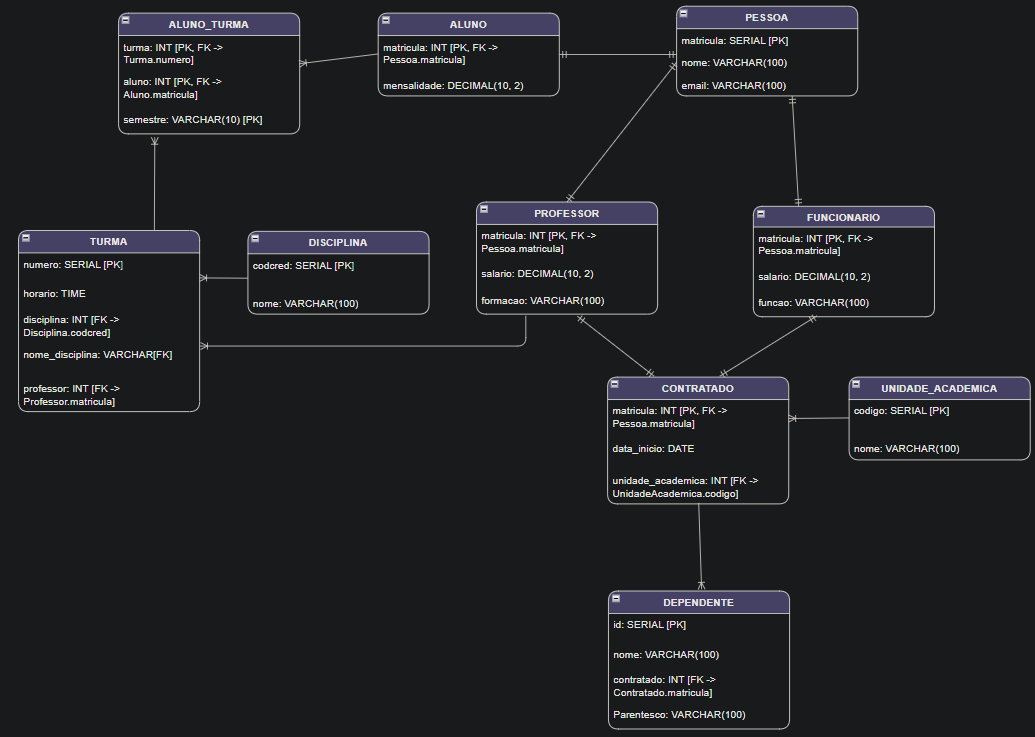 ALUNO_TURMA
turma: INT [PK, FK ->
Turma.numero]
aluno: INT [PK, FK ->
Aluno.matricula]
semestre: VARCHAR(10) [PK]
ALUNO
matricula: INT [PK, FK ->
Pessoa.matricula]
mensalidade: DECIMAL(10, 2)
PESSOA
matricula: SERIAL [PK]
nome: VARCHAR(100)
email: VARCHAR(100)
TURMA
numero: SERIAL [PK]
horario: TIME
disciplina: INT [FK ->
Disciplina.codcred]
nome_disciplina: VARCHAR[FK]
professor: INT [FK ->
Professor.matricula]
DISCIPLINA
codcred: SERIAL [PK]
nome: VARCHAR(100)
PROFESSOR
matricula: INT [PK, FK ->
Pessoa.matricula]
salario: DECIMAL(10, 2)
formacao: VARCHAR(100)
FUNCIONARIO
matricula: INT [PK, FK ->
Pessoa.matricula]
salario: DECIMAL(10, 2)
funcao: VARCHAR(100)
CONTRATADO
matricula: INT [PK, FK ->
Pessoa.matricula]
data_inicio: DATE
unidade_academica: INT [FK ->
UnidadeAcademica.codigo]
UNIDADE_ACADEMICA
codigo: SERIAL [PK]
nome: VARCHAR(100)
DEPENDENTE
id: SERIAL [PK]
nome: VARCHAR(100)
contratado: INT [FK ->
Contratado.matricula]
Parentesco: VARCHAR(100)